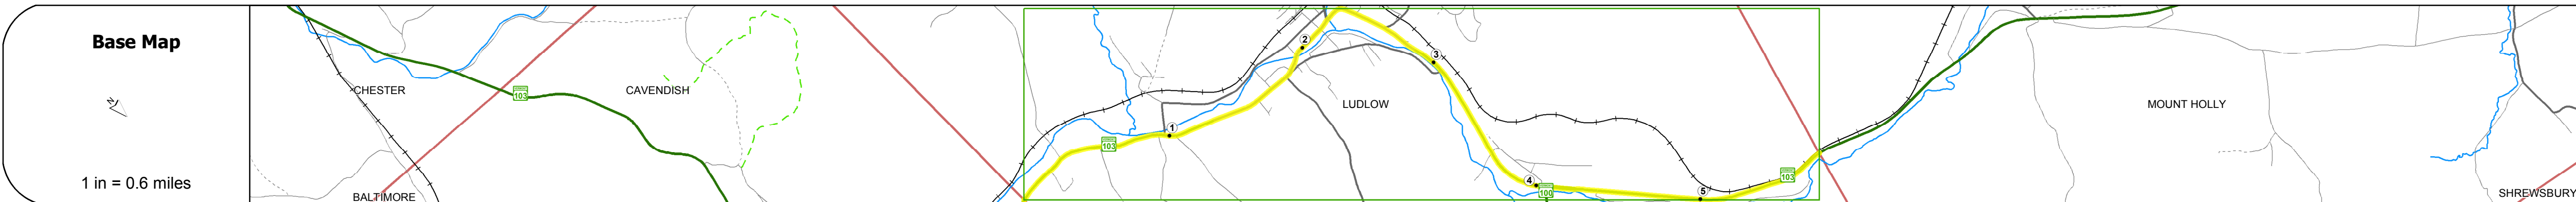 Base Map
N
1 in = 0.6 miles
CHESTER
BALTIMORE
103
CAVENDISH
103
1
2
LUDLOW
3
4
100
5
103
MOUNT HOLLY
SHREWSBURY